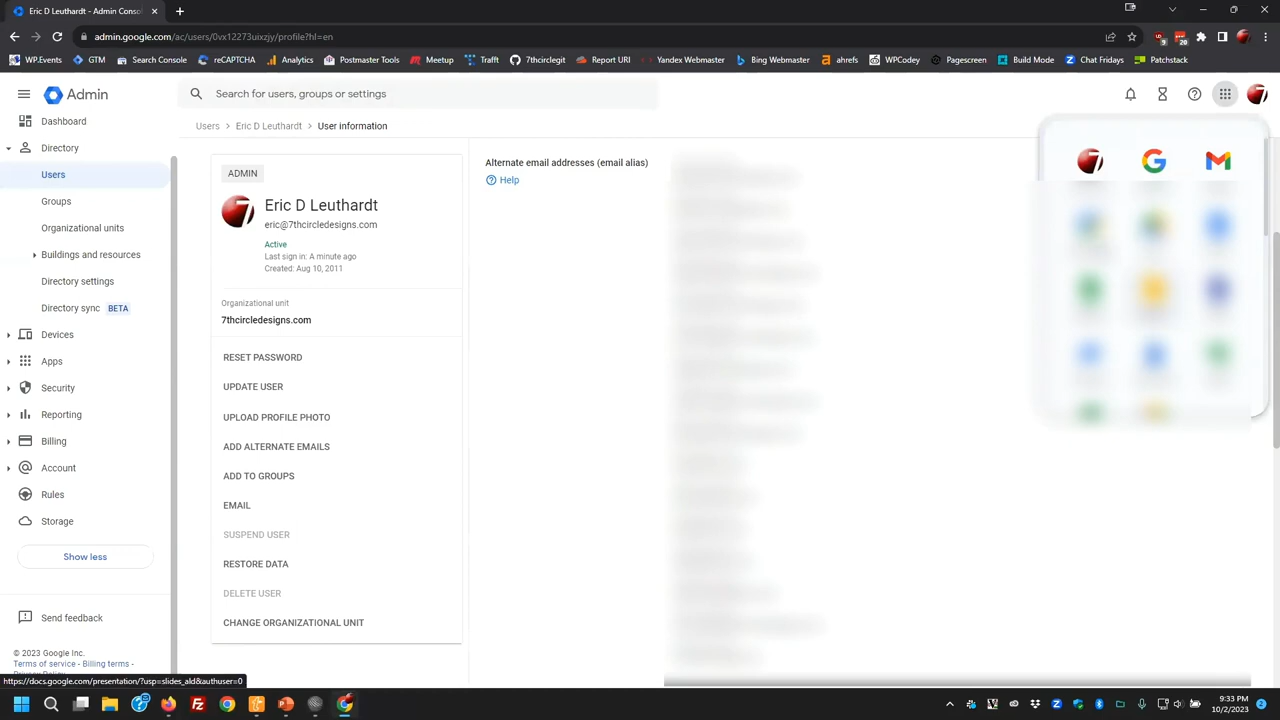 Eric D Leuthardt - Admin Conso
admin.google.com/ac/users/0vx12273uixzjy/profile?hl=en
9
20
WP.Events
GTM
Search Console
reCAPTCHA
Analytics
Postmaster Tools
Meetup
Trafft
7thcirclegit
Report URI
Yandex Webmaster
Bing Webmaster
ahrefs
WPCodey
Pagescreen
Build Mode
Chat Fridays
Patchstack
Admin
Search for users, groups or settings
Dashboard
Directory
Users
Groups
Organizational units
Buildings and resources
Directory settings
Directory sync BETA
Devices
Apps
Security
Reporting
Billing
Account
Rules
Storage
Show less
Send feedback
© 2023 Google Inc.
Terms of service - Billing terms -
https://docs.google.com/presentation/?usp=slides_ald&authuser=0
Users > Eric D Leuthardt > User information
ADMIN
Eric D Leuthardt
eric@7thcircledesigns.com
Active
Last sign in: A minute ago
Created: Aug 10, 2011
Organizational unit
7thcircledesigns.com
RESET PASSWORD
UPDATE USER
UPLOAD PROFILE PHOTO
ADD ALTERNATE EMAILS
ADD TO GROUPS
EMAIL
SUSPEND USER
RESTORE DATA
DELETE USER
CHANGE ORGANIZATIONAL UNIT
Alternate email addresses (email alias)
Help
9:33 PM
10/2/2023
2